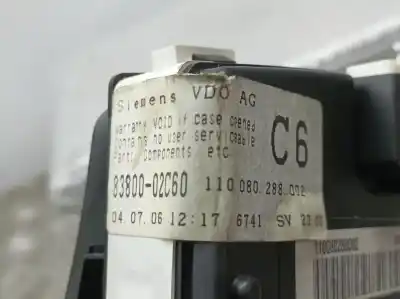 Siemens VDO AG
Warranty VOID if case opened
Contains no user serviceable
Parts, Components etc
C6
83800-02C60 110.080.288.002
04.07.06 12:17 6741 SW